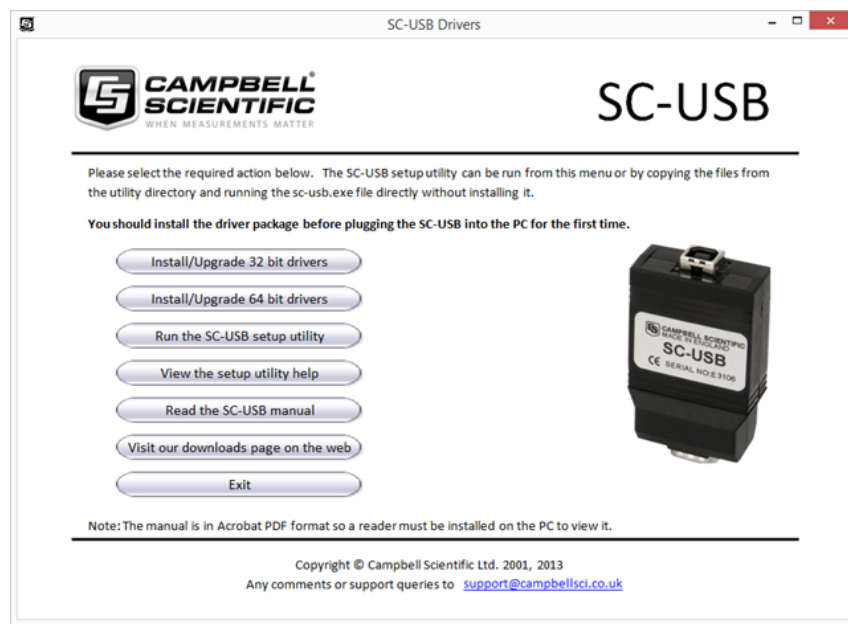 SC-USB Drivers
CAMPBELL
SCIENTIFIC
WHEN MEASUREMENTS MATTER
SC-USB
Please select the required action below. The SC-USB setup utility can be run from this menu or by copying the files from
the utility directory and running the sc-usb.exe file directly without installing it.
You should install the driver package before plugging the SC-USB into the PC for the first time.
Install/Upgrade 32 bit drivers
Install/Upgrade 64 bit drivers
Run the SC-USB setup utility
View the setup utility help
Read the SC-USB manual
Visit our downloads page on the web
Exit
CAMPBELL SCIENTIFIC
MADE IN ENGLAND
SC-USB
CE SERIAL NO:E3106
Note: The manual is in Acrobat PDF format so a reader must be installed on the PC to view it.
Copyright © Campbell Scientific Ltd. 2001, 2013
Any comments or support queries to support@campbellsci.co.uk